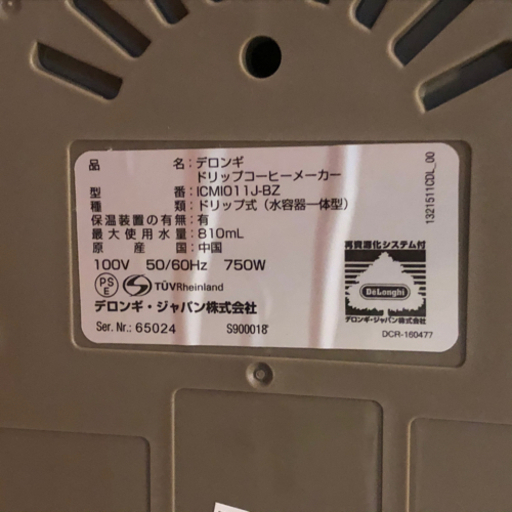 品 名：デロンギ
ドリップコーヒーメーカー
型 番：ICMI011J-BZ
種 類：ドリップ式（水容器一体型）
保温装置の有無：有
最大使用水量：810mL
原 産 国：中国
100V 50/60Hz 750W
PSE TÜVRheinland
デロンギ・ジャパン株式会社
Ser. Nr.: 65024 S900018
再資源化システム付
DeLonghi
デロンギ・ジャパン株式会社
DCR-160477
1321511CDL_00